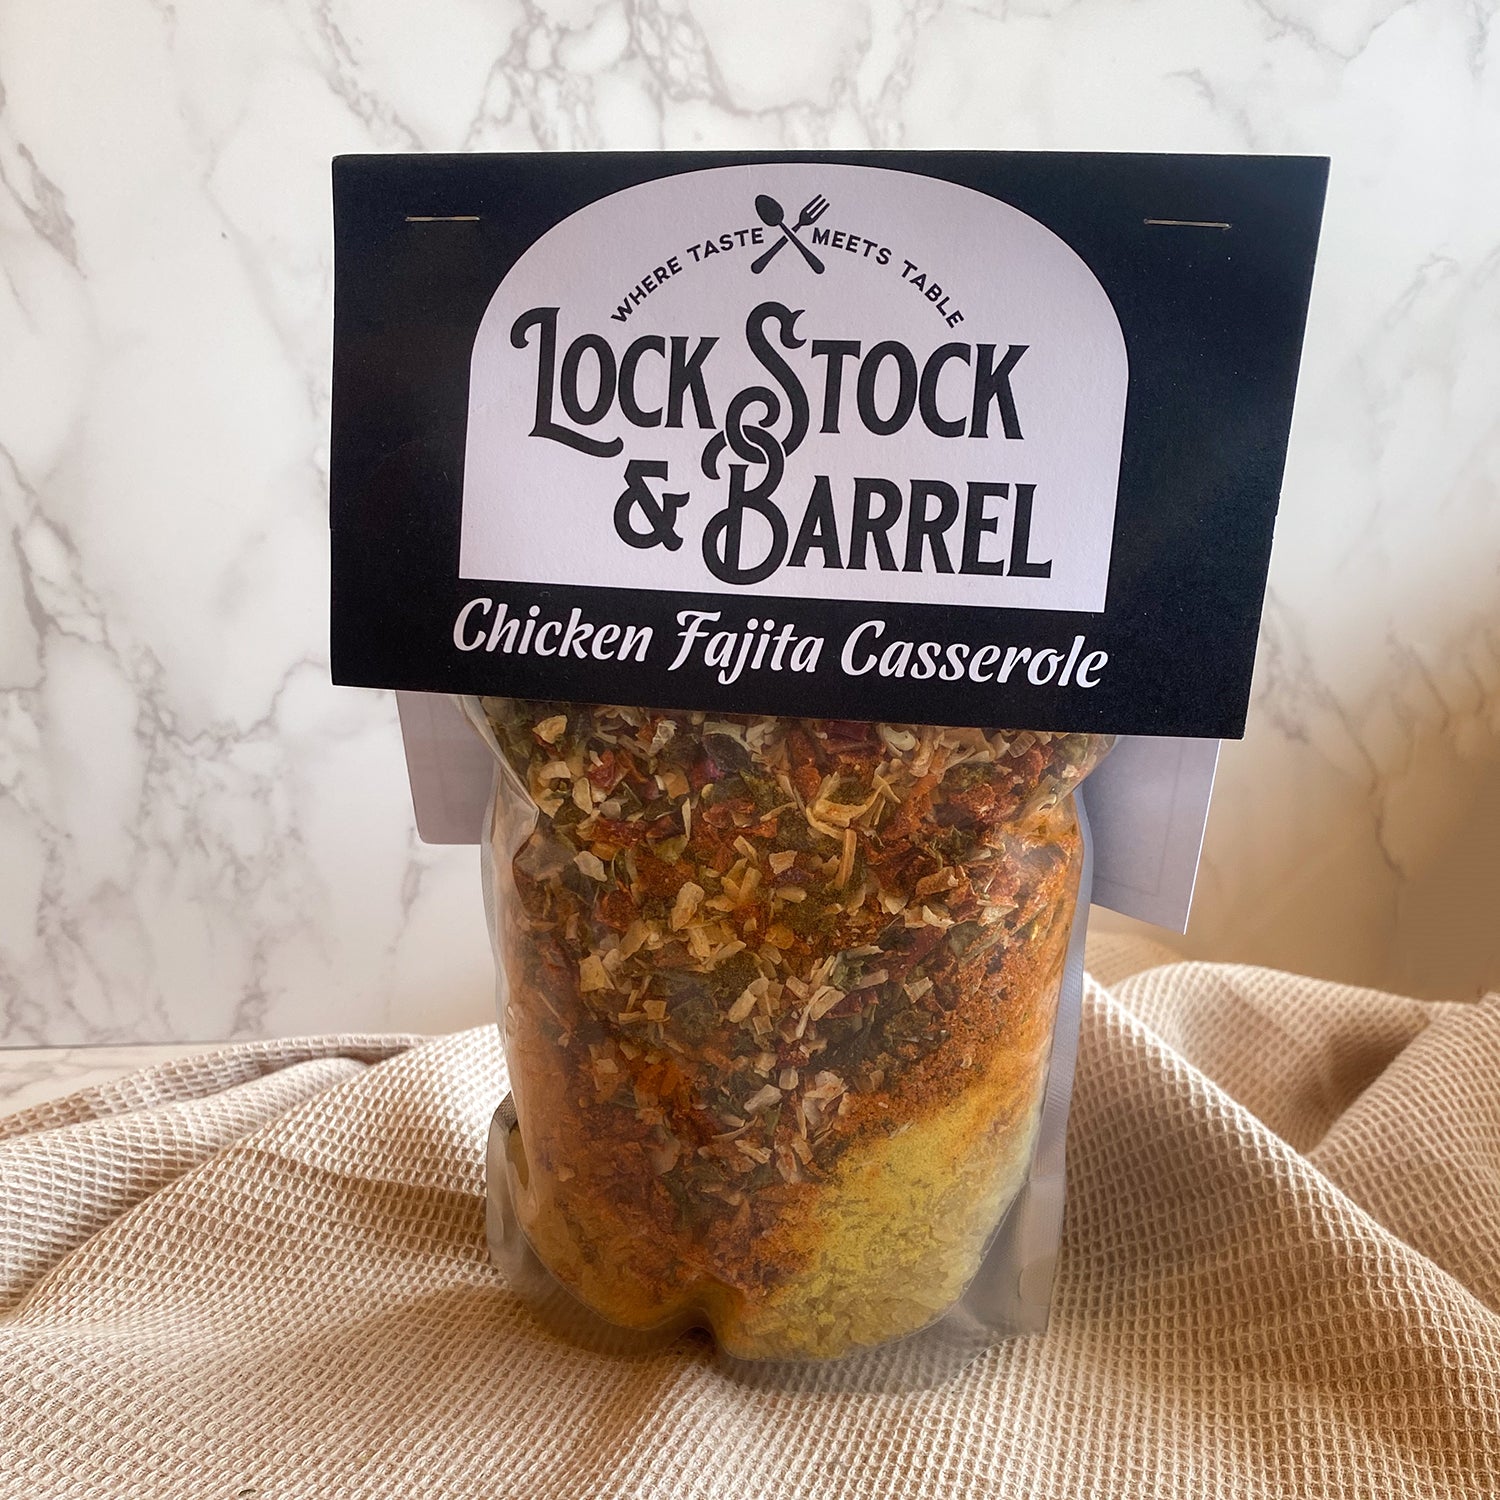 WHERE TASTE MEETS TABLE
LOCK STOCK
& BARREL
Chicken Fajita Casserole